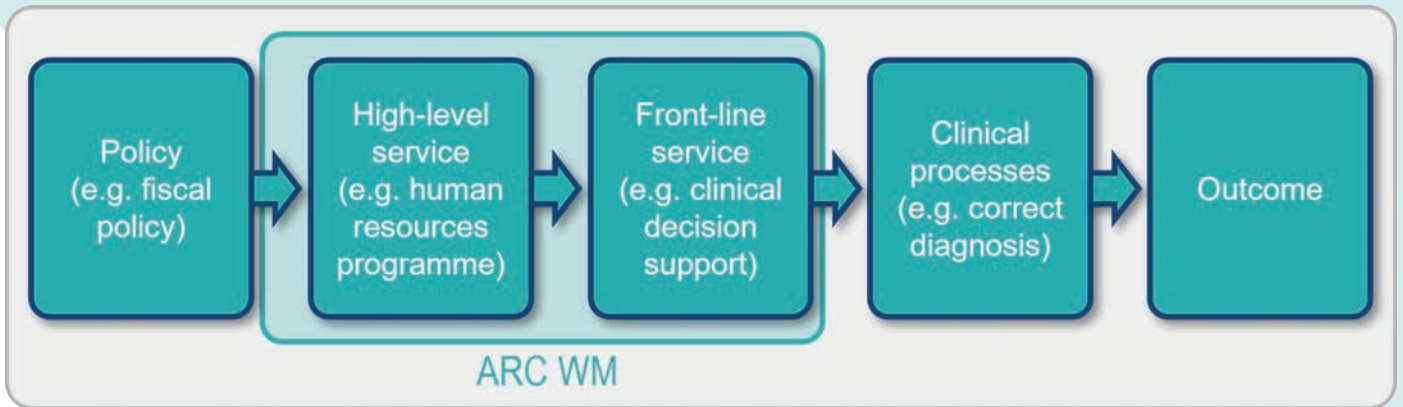 Policy
(e.g. fiscal
policy)
High-level
service
(e.g. human
resources
programme)
Front-line
service
(e.g. clinical
decision
support)
Clinical
processes
(e.g. correct
diagnosis)
Outcome
ARC WM